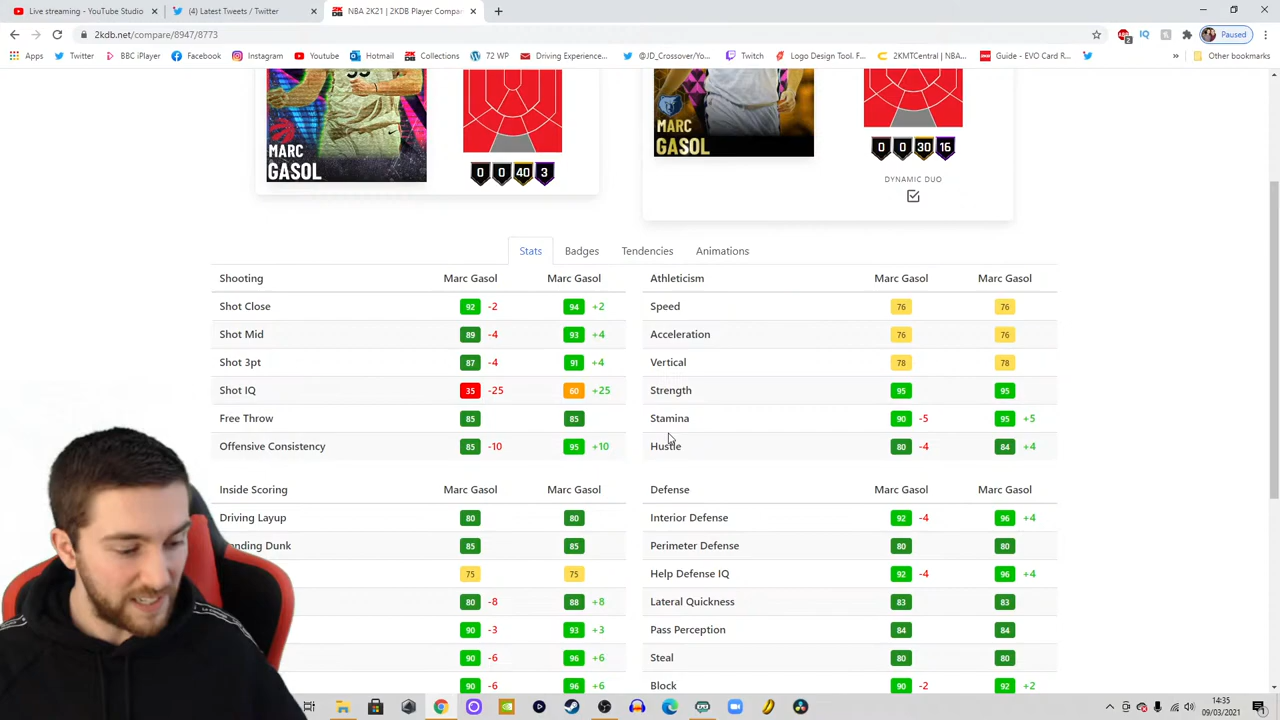 Live streaming - YouTube Studio
(4) Latest Tweets / Twitter
NBA 2K21 | 2KDB Player Compa
2kdb.net/compare/8947/8773
Paused
Apps
Twitter
BBC iPlayer
Facebook
Instagram
Youtube
Hotmail
Collections
72 WP
Driving Experience...
@JD_Crossover/Yo...
Twitch
Logo Design Tool. F...
2KMTCentral | NBA...
Guide - EVO Card R...
Other bookmarks
MARC
GASOL
0 0 40 3
MARC
GASOL
0 0 30 16
DYNAMIC DUO
Stats Badges Tendencies Animations
Shooting Marc Gasol Marc Gasol
Shot Close 92 -2 94 +2
Shot Mid 89 -4 93 +4
Shot 3pt 87 -4 91 +4
Shot IQ 35 -25 60 +25
Free Throw 85 85
Offensive Consistency 85 -10 95 +10
Athleticism Marc Gasol Marc Gasol
Speed 76 76
Acceleration 76 76
Vertical 78 78
Strength 95 95
Stamina 90 -5 95 +5
Hustle 80 -4 84 +4
Inside Scoring Marc Gasol Marc Gasol
Driving Layup 80 80
nding Dunk 85 85
75 75
80 -8 88 +8
90 -3 93 +3
90 -6 96 +6
90 -6 96 +6
Defense Marc Gasol Marc Gasol
Interior Defense 92 -4 96 +4
Perimeter Defense 80 80
Help Defense IQ 92 -4 96 +4
Lateral Quickness 83 83
Pass Perception 84 84
Steal 80 80
Block 90 -2 92 +2
14:35
09/03/2021